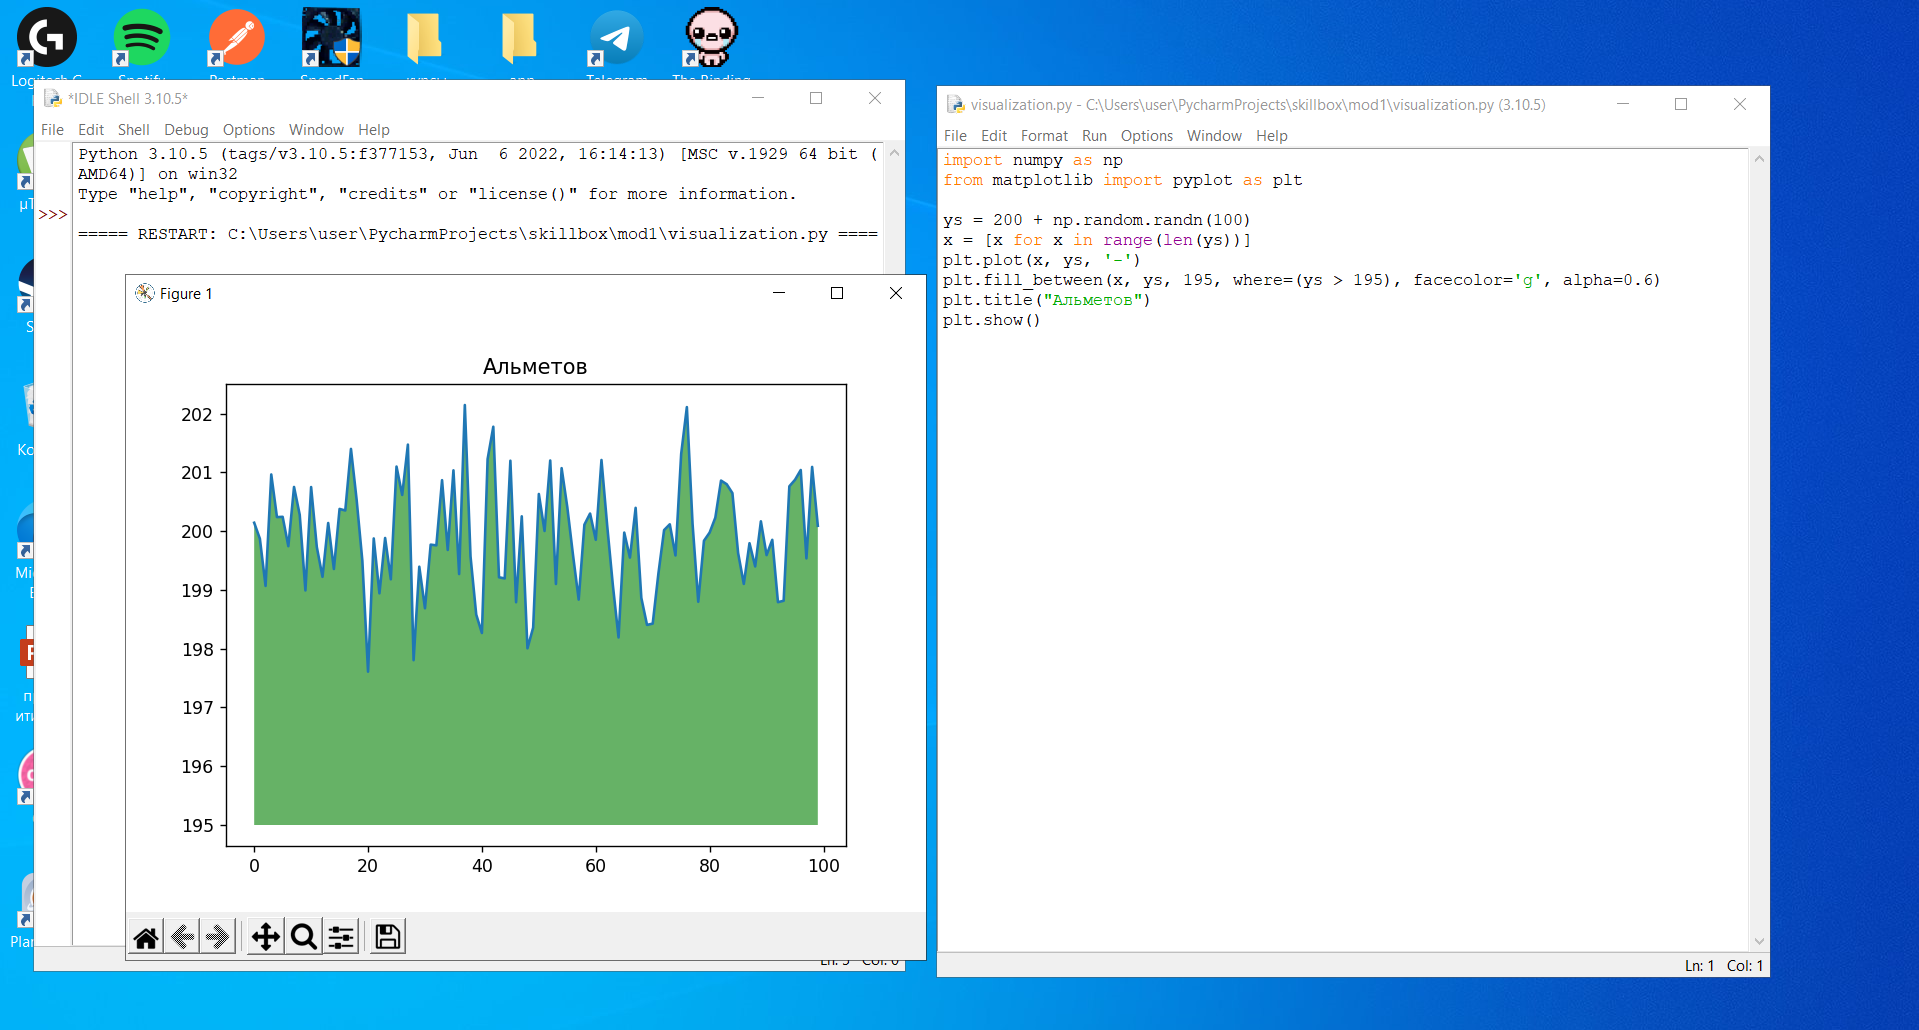 Logitech G
Spotify
Postman
SpeedFan
курсы
app
Telegram
The Binding
*IDLE Shell 3.10.5*
File Edit Shell Debug Options Window Help
Python 3.10.5 (tags/v3.10.5:f377153, Jun  6 2022, 16:14:13) [MSC v.1929 64 bit (
AMD64)] on win32
Type "help", "copyright", "credits" or "license()" for more information.
>>>
===== RESTART: C:\Users\user\PycharmProjects\skillbox\mod1\visualization.py ====
Figure 1
Альметов
202
201
200
199
198
197
196
195
0 20 40 60 80 100
Ln: 5 Col: 0
visualization.py - C:\Users\user\PycharmProjects\skillbox\mod1\visualization.py (3.10.5)
File Edit Format Run Options Window Help
import numpy as np
from matplotlib import pyplot as plt
ys = 200 + np.random.randn(100)
x = [x for x in range(len(ys))]
plt.plot(x, ys, '-')
plt.fill_between(x, ys, 195, where=(ys > 195), facecolor='g', alpha=0.6)
plt.title("Альметов")
plt.show()
Ln: 1 Col: 1